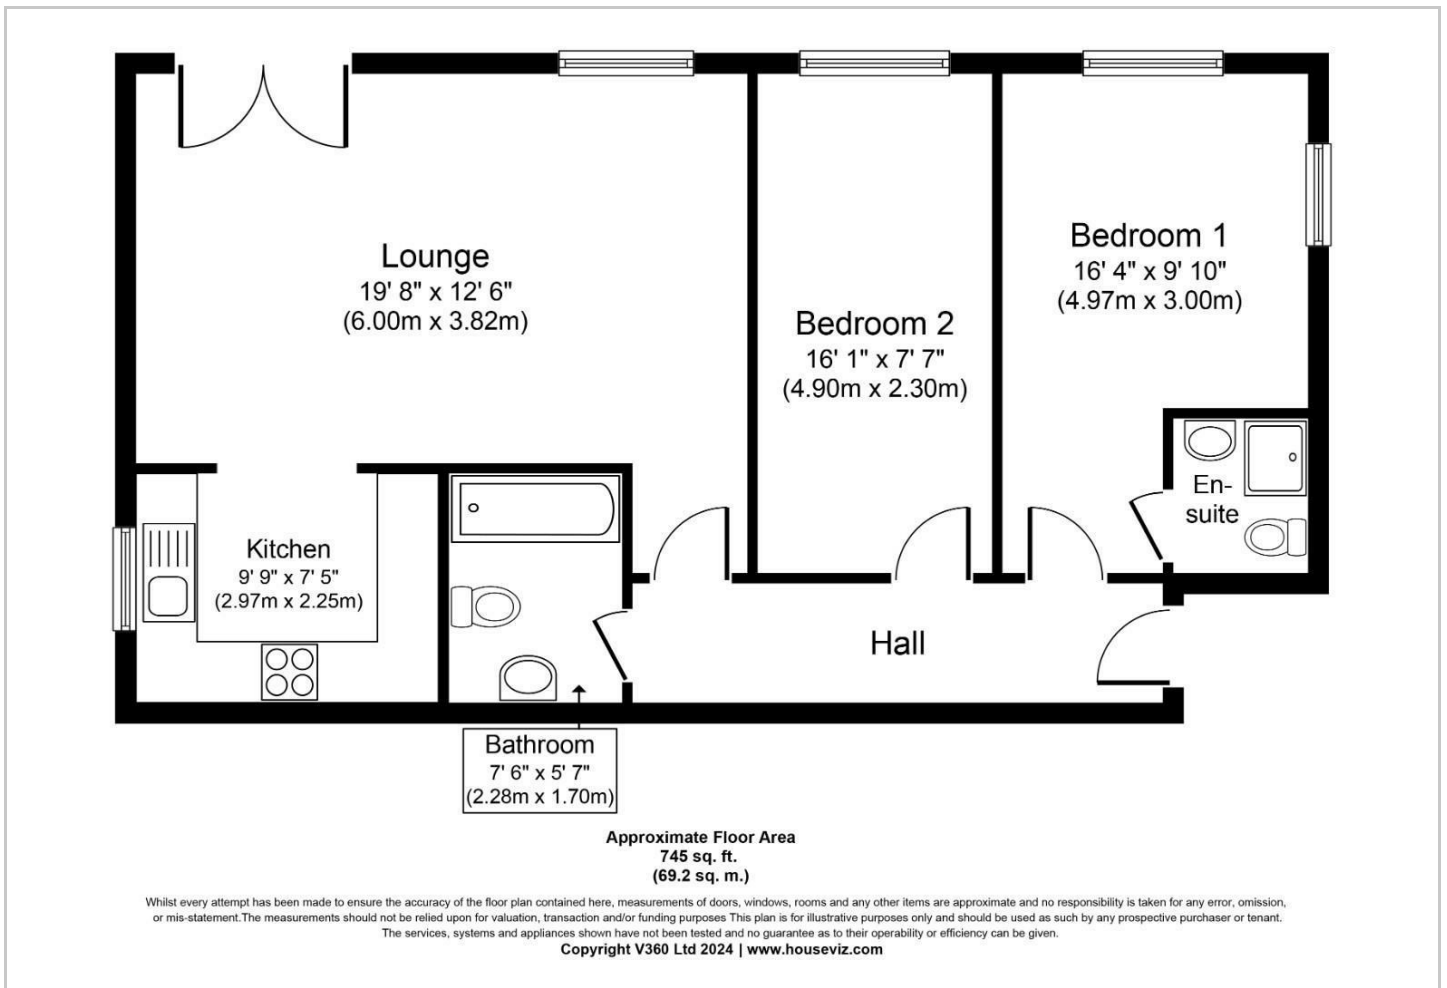 Lounge
19' 8" x 12' 6"
(6.00m x 3.82m)
Bedroom 2
16' 1" x 7' 7"
(4.90m x 2.30m)
Bedroom 1
16' 4" x 9' 10"
(4.97m x 3.00m)
En-
suite
Kitchen
9' 9" x 7' 5"
(2.97m x 2.25m)
Hall
Bathroom
7' 6" x 5' 7"
(2.28m x 1.70m)
Approximate Floor Area
745 sq. ft.
(69.2 sq. m.)
Whilst every attempt has been made to ensure the accuracy of the floor plan contained here, measurements of doors, windows, rooms and any other items are approximate and no responsibility is taken for any error, omission,
or mis-statement.The measurements should not be relied upon for valuation, transaction and/or funding purposes This plan is for illustrative purposes only and should be used as such by any prospective purchaser or tenant.
The services, systems and appliances shown have not been tested and no guarantee as to their operability or efficiency can be given.
Copyright V360 Ltd 2024 | www.houseviz.com